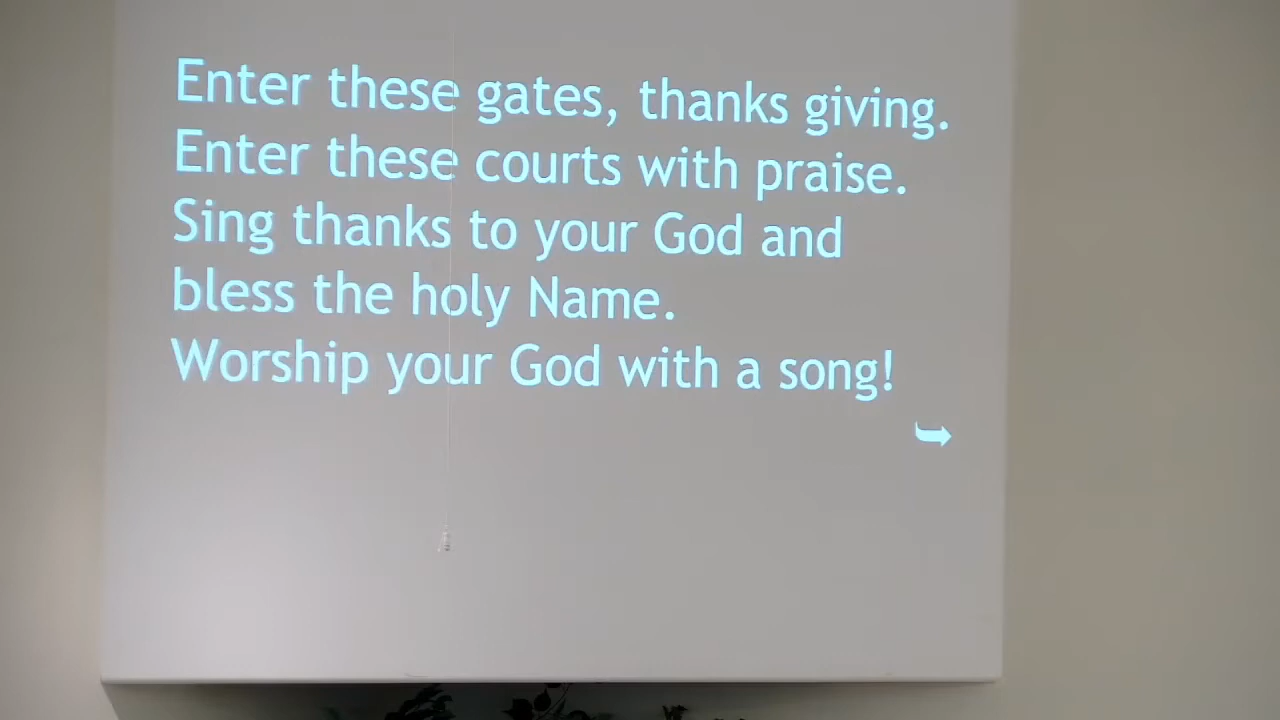 Enter these gates, thanks giving.
Enter these courts with praise.
Sing thanks to your God and
bless the holy Name.
Worship your God with a song!